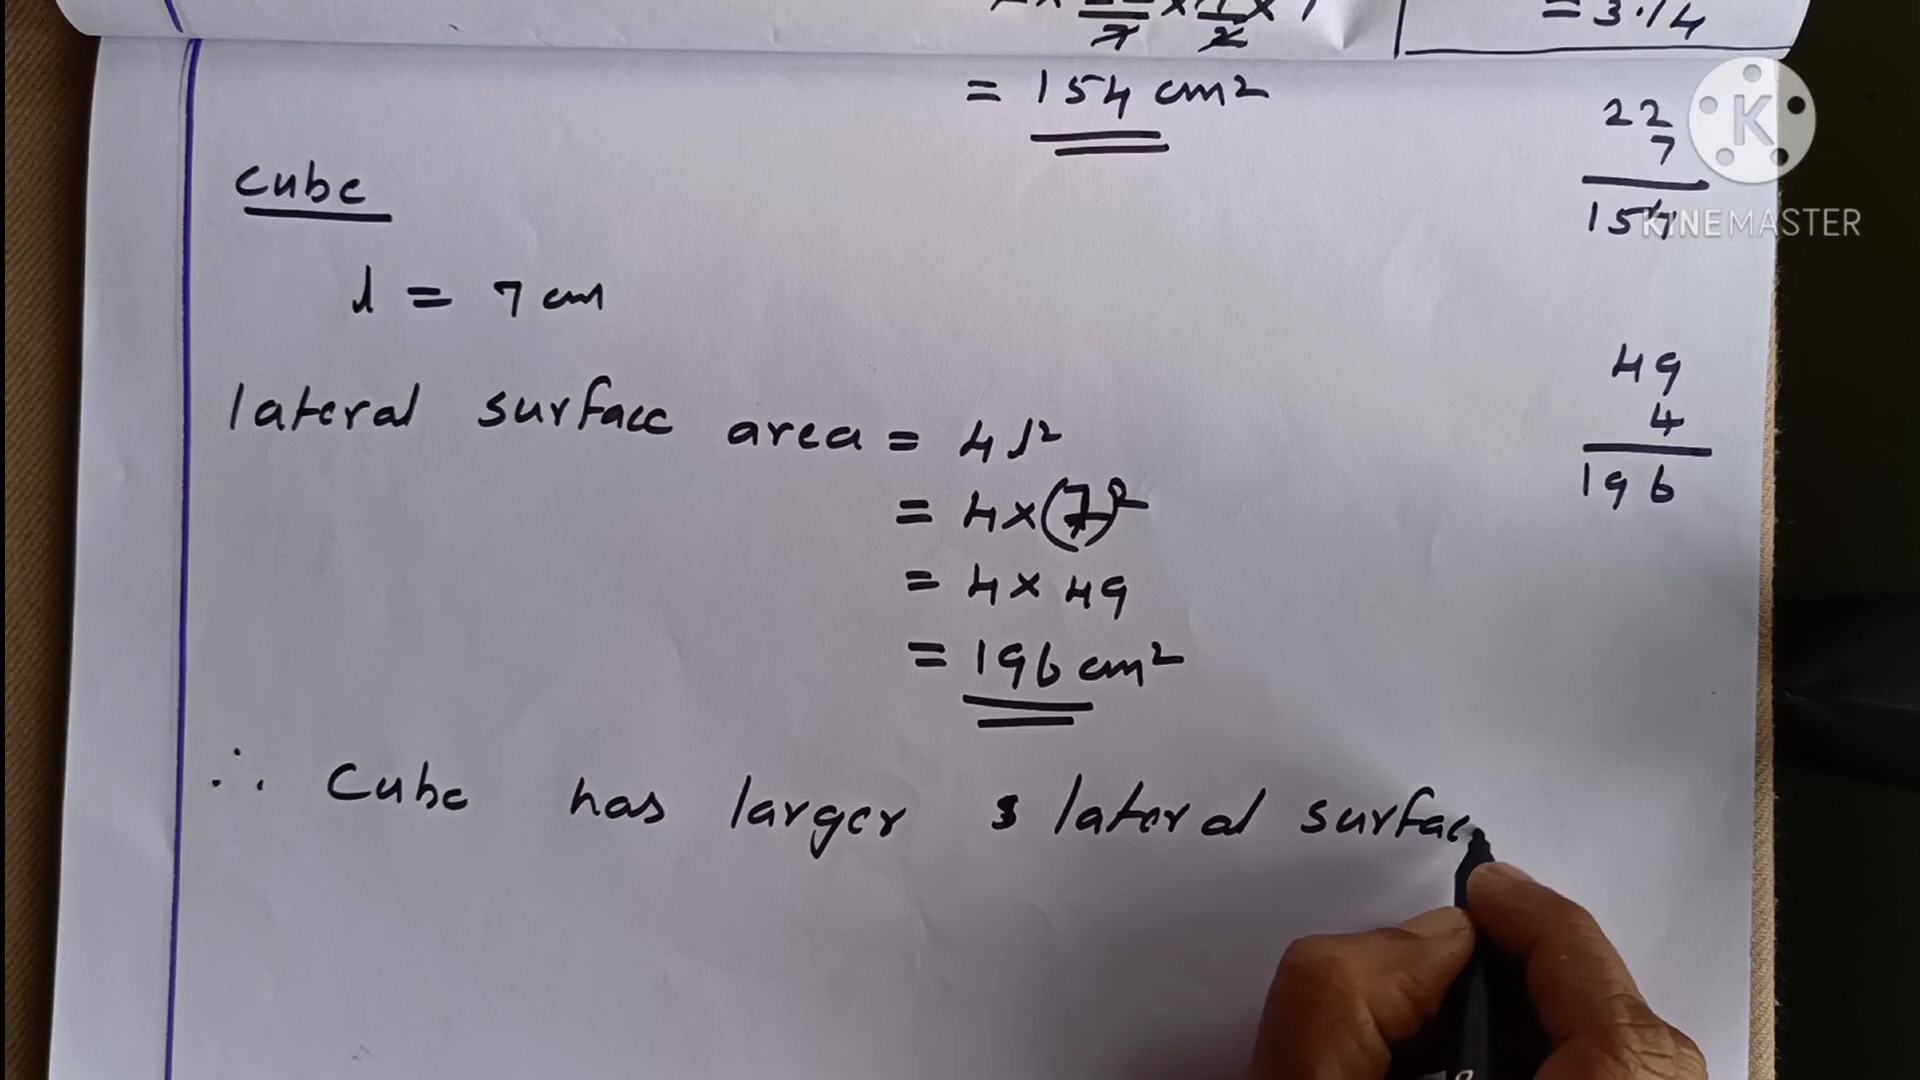 = 3.14
= 154 cm²
22
7
154
cube
l = 7 cm
lateral surface area = 4l²
= 4×(7)²
= 4×49
= 196 cm²
49
4
196
∴ Cube has larger lateral surfac
K
KINEMASTER